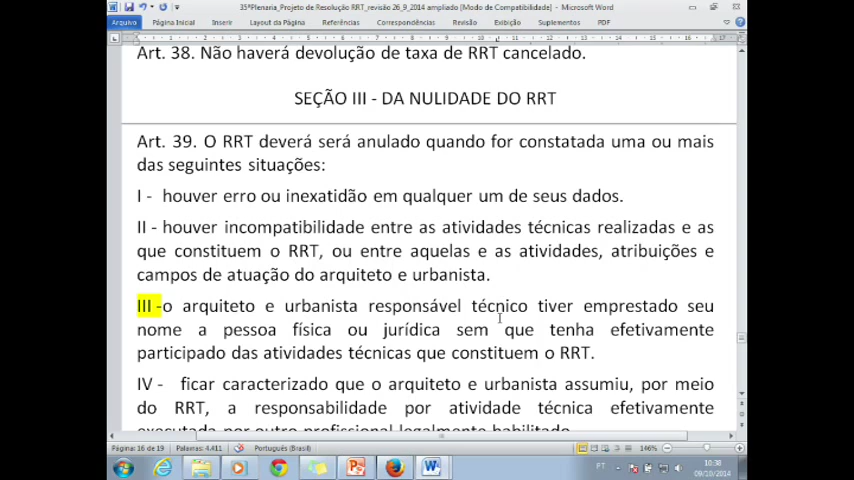 35ªPlenaria_Projeto de Resolução RRT_revisão 26_9_2014 ampliado [Modo de Compatibilidade] - Microsoft Word
Arquivo Página Inicial Inserir Layout da Página Referências Correspondências Revisão Exibição Suplementos PDF
Art. 38. Não haverá devolução de taxa de RRT cancelado.
SEÇÃO III - DA NULIDADE DO RRT
Art. 39. O RRT deverá será anulado quando for constatada uma ou mais
das seguintes situações:
I - houver erro ou inexatidão em qualquer um de seus dados.
II - houver incompatibilidade entre as atividades técnicas realizadas e as
que constituem o RRT, ou entre aquelas e as atividades, atribuições e
campos de atuação do arquiteto e urbanista.
III -o arquiteto e urbanista responsável técnico tiver emprestado seu
nome a pessoa física ou jurídica sem que tenha efetivamente
participado das atividades técnicas que constituem o RRT.
IV - ficar caracterizado que o arquiteto e urbanista assumiu, por meio
do RRT, a responsabilidade por atividade técnica efetivamente
executada por outro profissional legalmente habilitado
Página: 16 de 19 Palavras: 4.411 Português (Brasil) 146%
PT 10:38
09/10/2014